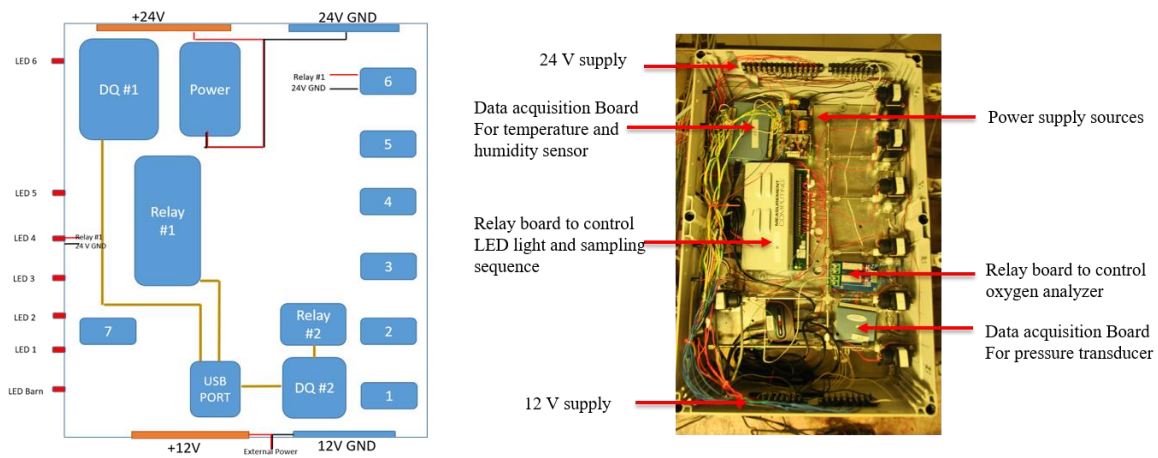 +24V
24V GND
LED 6
DQ #1
Power
Relay #1
24V GND
6
5
LED 5
4
Relay
#1
LED 4
Relay #1
24 V GND
LED 3
3
LED 2
7
Relay
#2
2
LED 1
USB
PORT
DQ #2
LED Barn
1
+12V
External Power
12V GND
24 V supply
Data acquisition Board
For temperature and
humidity sensor
Relay board to control
LED light and sampling
sequence
12 V supply
MEASUREMENT
COMPUTING
Power supply sources
Relay board to control
oxygen analyzer
Data acquisition Board
For pressure transducer